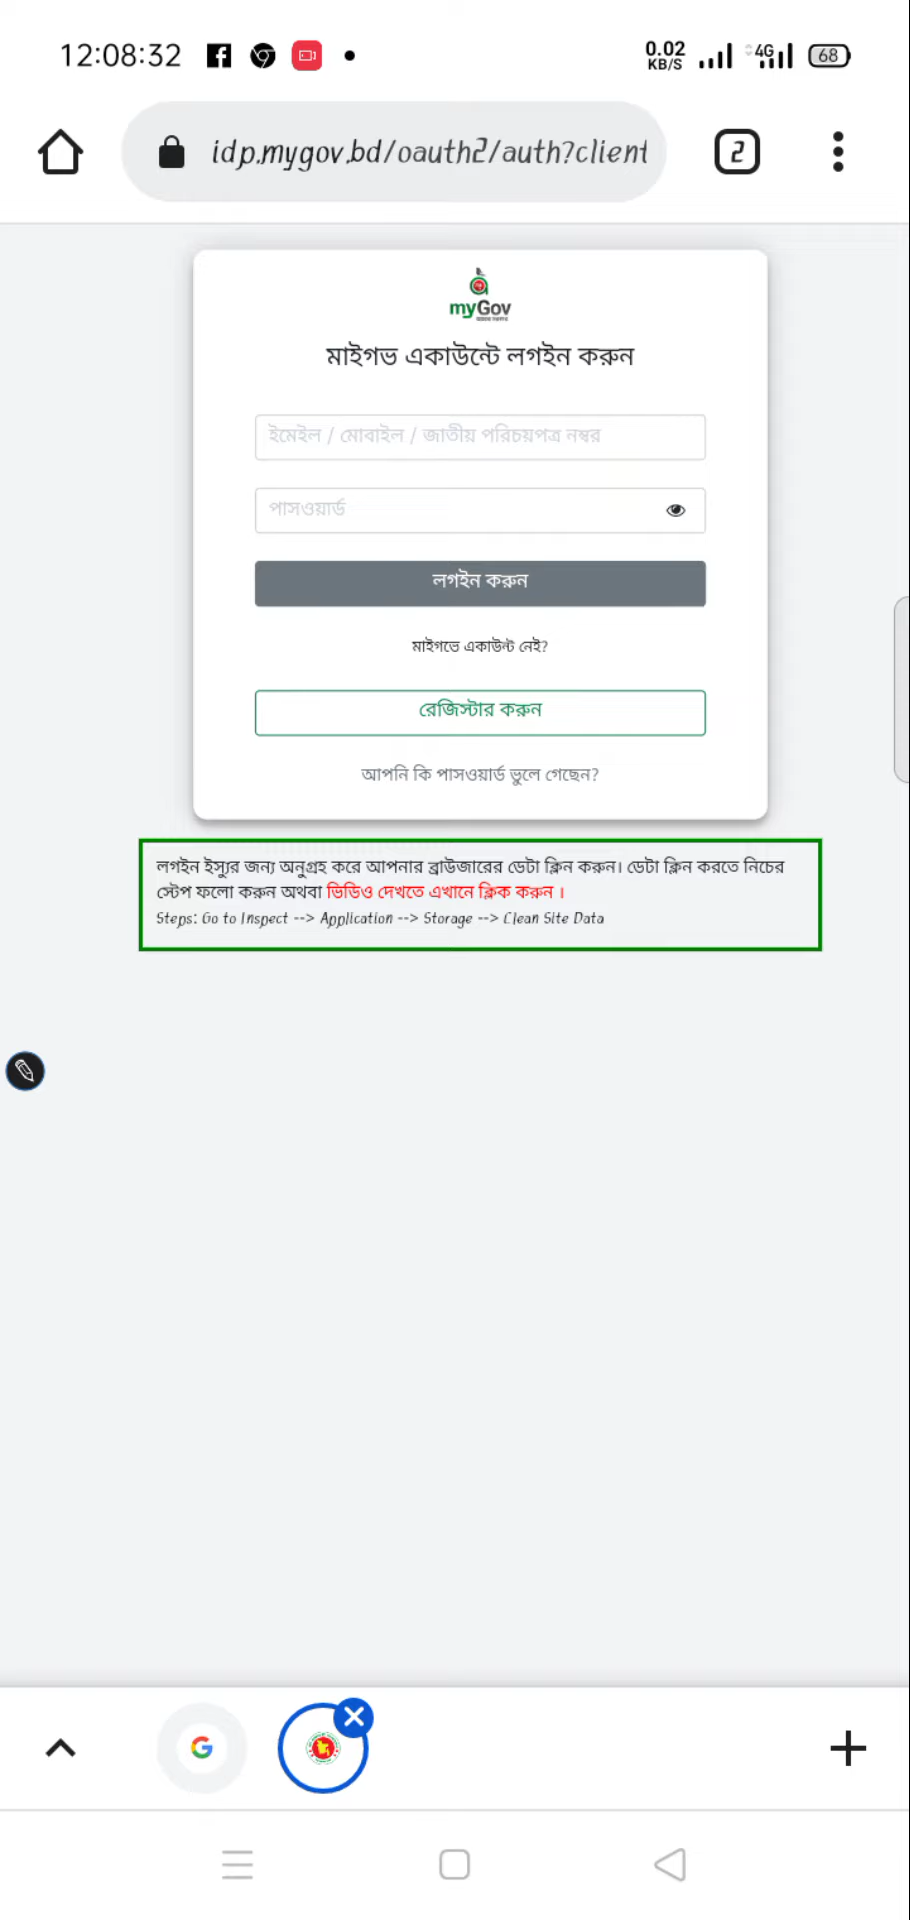 12:08:32
0.02
KB/S
4G
68
idp.mygov.bd/oauth2/auth?client
2
myGov
মাইগভ একাউন্টে লগইন করুন
ইমেইল / মোবাইল / জাতীয় পরিচয়পত্র নম্বর
পাসওয়ার্ড
লগইন করুন
মাইগভে একাউন্ট নেই?
রেজিস্টার করুন
আপনি কি পাসওয়ার্ড ভুলে গেছেন?
লগইন ইস্যুর জন্য অনুগ্রহ করে আপনার ব্রাউজারের ডেটা ক্লিন করুন। ডেটা ক্লিন করতে নিচের
স্টেপ ফলো করুন অথবা ভিডিও দেখতে এখানে ক্লিক করুন ।
Steps: Go to Inspect --> Application --> Storage --> Clean Site Data